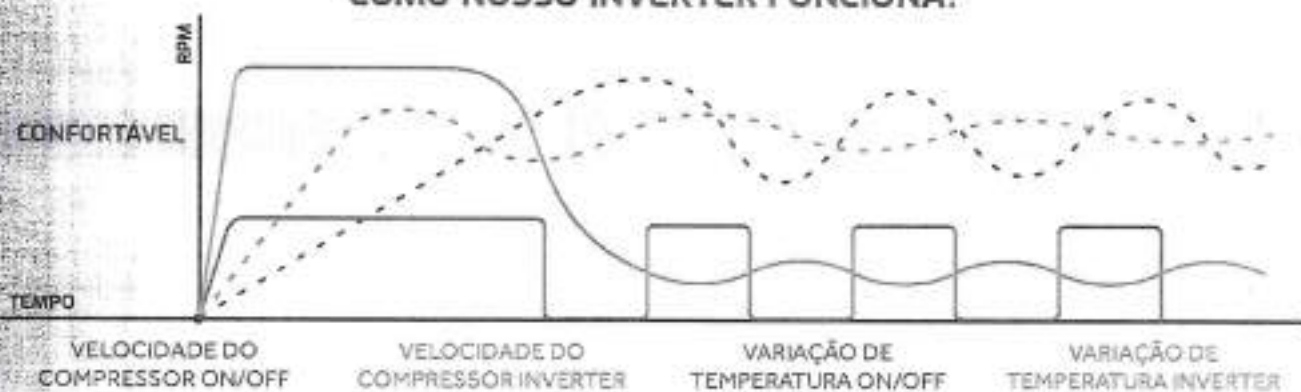 COMO NOSSO INVERTER FUNCIONA?
RPM
CONFORTÁVEL
TEMPO
VELOCIDADE DO
COMPRESSOR ON/OFF
VELOCIDADE DO
COMPRESSOR INVERTER
VARIAÇÃO DE
TEMPERATURA ON/OFF
VARIAÇÃO DE
TEMPERATURA INVERTER